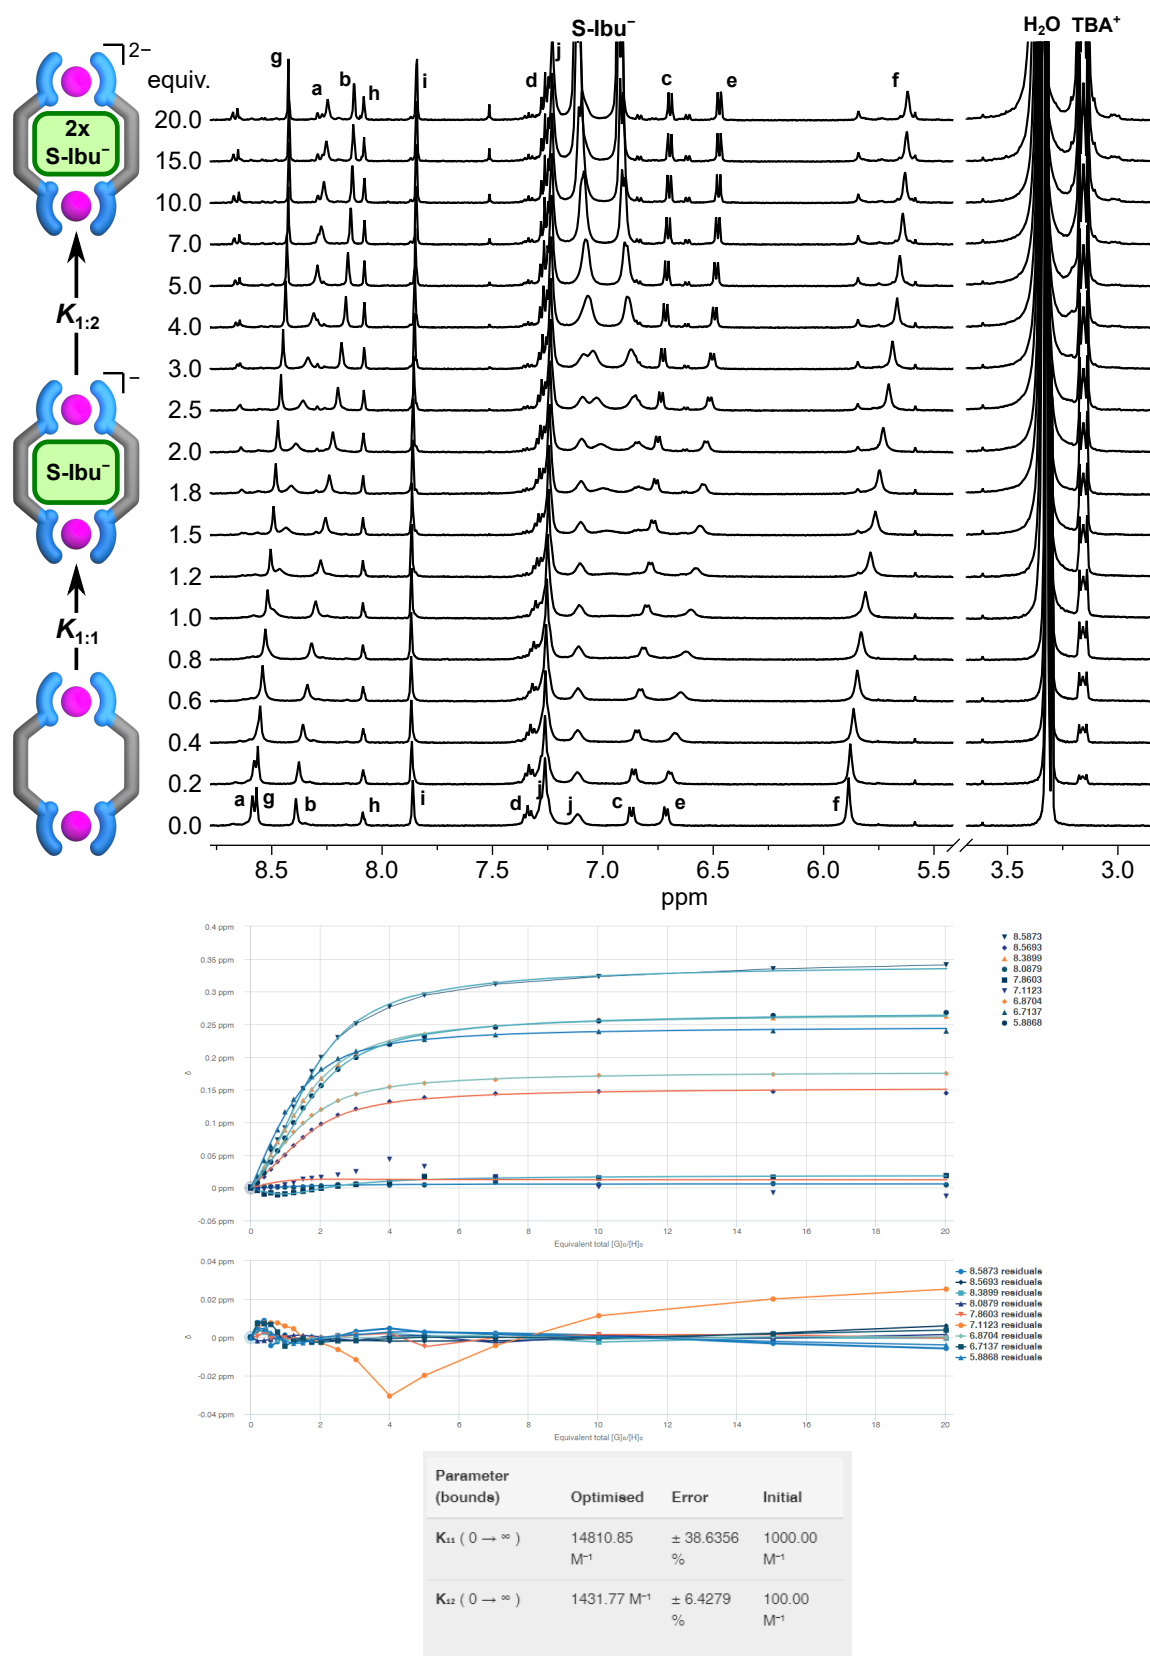 S-Ibu⁻
H₂O TBA⁺
2−
equiv.
g
a b h i d j c e f
20.0
2x
S-Ibu⁻
15.0
10.0
7.0
5.0
4.0
K₁:₂
3.0
2.5
−
2.0
S-Ibu⁻
1.8
1.5
1.2
1.0
K₁:₁
0.8
0.6
0.4
0.2
a g b h i d j j c e f
0.0
8.5 8.0 7.5 7.0 6.5 6.0 5.5 3.5 3.0
ppm
0.4 ppm
0.35
0.3
0.25
0.2
0.15
0.1
0.05
0 ppm
-0.05 ppm
δ
0 2 4 6 8 10 12 14 16 18 20
Equivalent total [G]₀/[H]₀
8.5873
8.5693
8.3899
8.0879
7.8603
7.1123
6.8704
6.7137
5.8868
0.04 ppm
0.02 ppm
0 ppm
-0.02 ppm
-0.04 ppm
δ
0 2 4 6 8 10 12 14 16 18 20
Equivalent total [G]₀/[H]₀
8.5873 residuals
8.5693 residuals
8.3899 residuals
8.0879 residuals
7.8603 residuals
7.1123 residuals
6.8704 residuals
6.7137 residuals
5.8868 residuals
Parameter
(bounds) Optimised Error Initial
K₁₁ ( 0 → ∞ ) 14810.85 ± 38.6356 1000.00
M⁻¹ % M⁻¹
K₁₂ ( 0 → ∞ ) 1431.77 M⁻¹ ± 6.4279 100.00
% M⁻¹